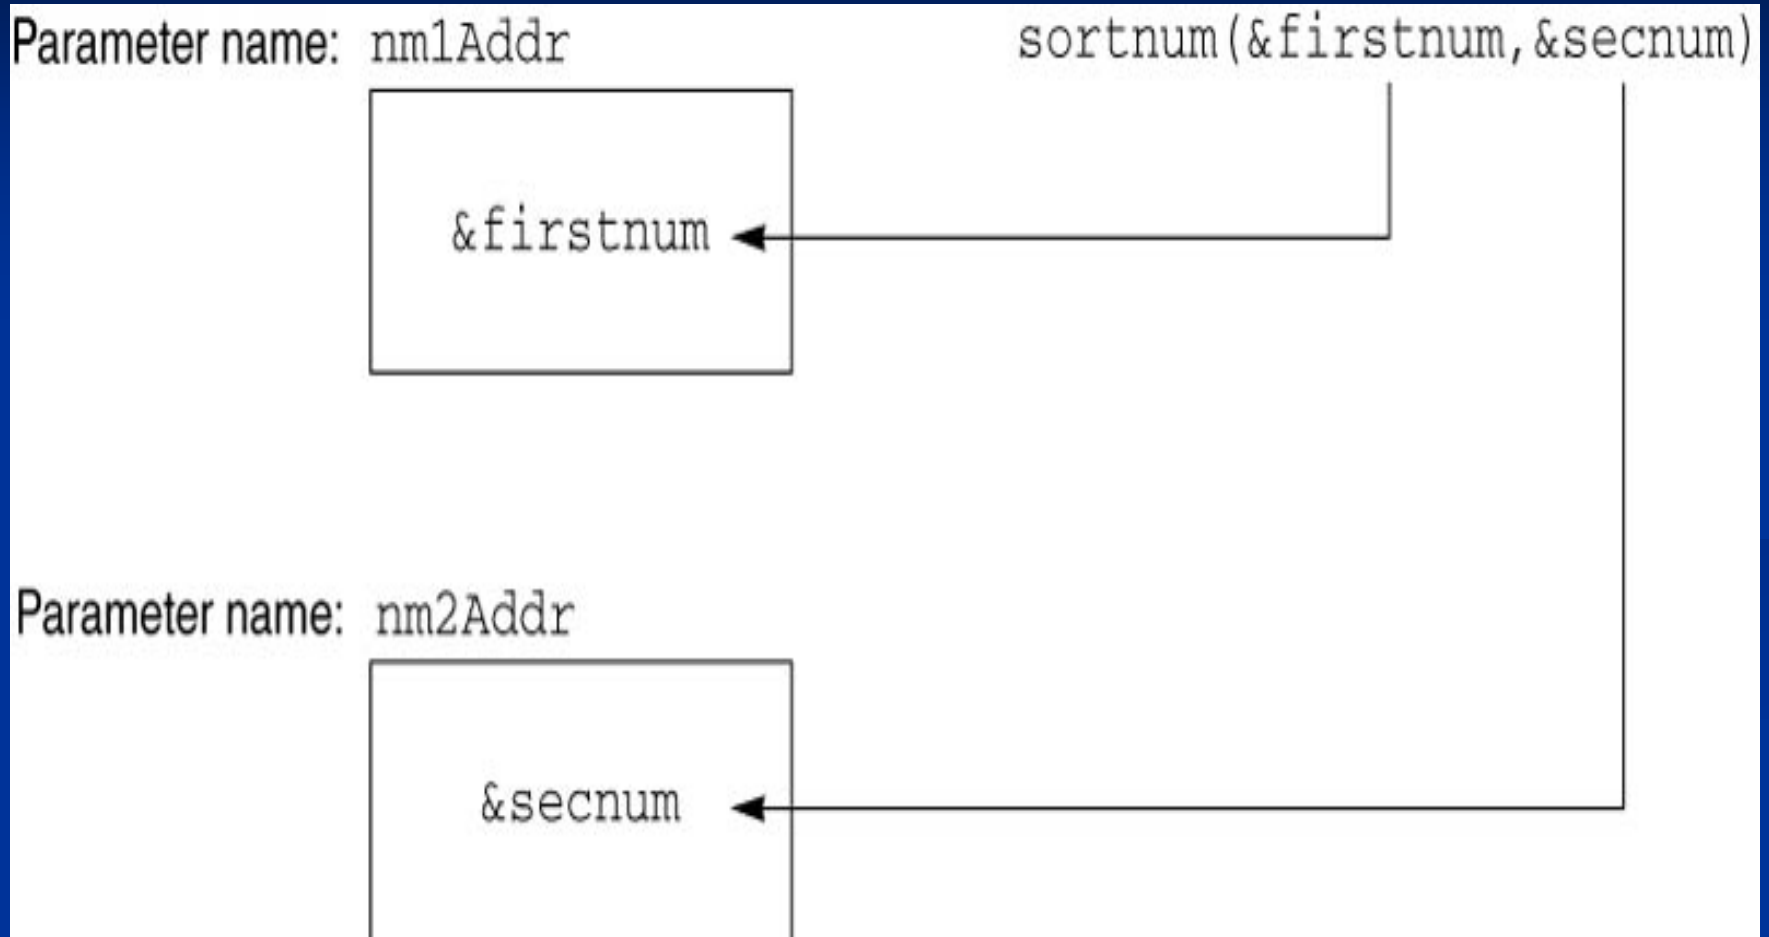 Parameter name: nm1Addr
sortnum(&firstnum,&secnum)
&firstnum
Parameter name: nm2Addr
&secnum